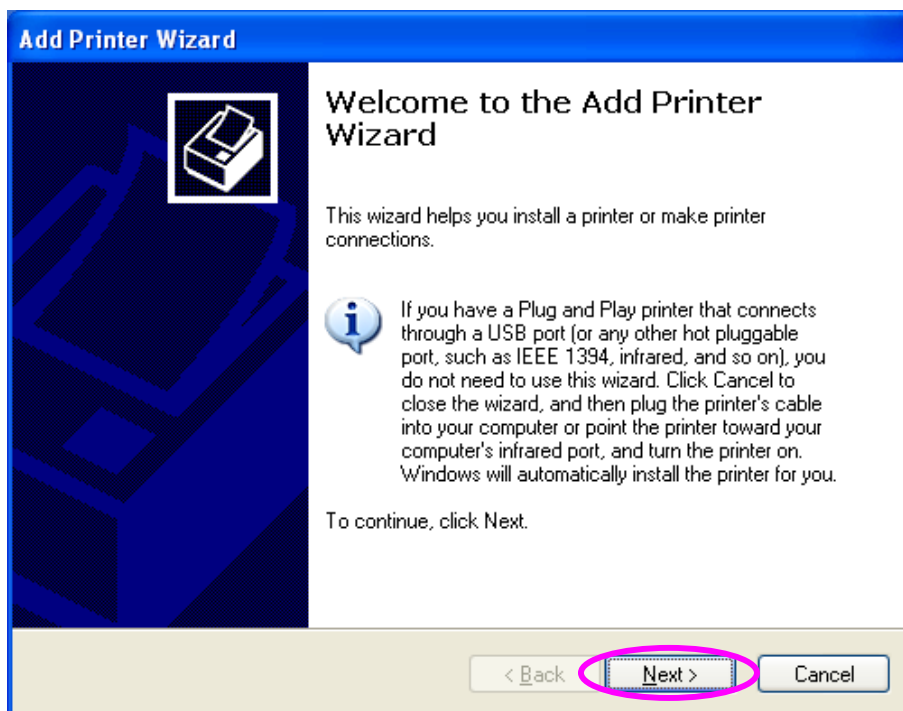 Add Printer Wizard
Welcome to the Add Printer
Wizard
This wizard helps you install a printer or make printer
connections.
If you have a Plug and Play printer that connects
through a USB port (or any other hot pluggable
port, such as IEEE 1394, infrared, and so on), you
do not need to use this wizard. Click Cancel to
close the wizard, and then plug the printer's cable
into your computer or point the printer toward your
computer's infrared port, and turn the printer on.
Windows will automatically install the printer for you.
To continue, click Next.
< Back Next > Cancel